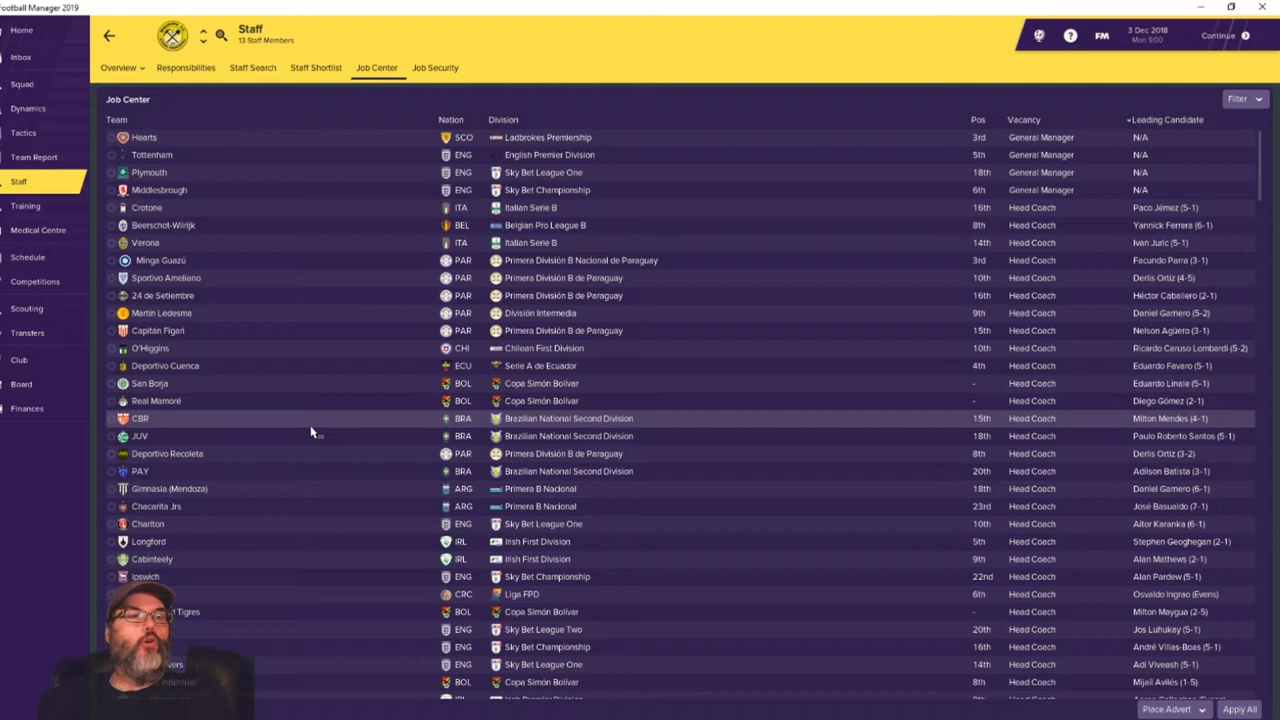 Football Manager 2019
Home
Inbox
Squad
Dynamics
Tactics
Team Report
Staff
Training
Medical Centre
Schedule
Competitions
Scouting
Transfers
Club
Board
Finances
Staff
13 Staff Members
3 Dec 2018
Mon 9:00
FM
Continue
Overview Responsibilities Staff Search Staff Shortlist Job Center Job Security
Job Center
Filter
Team Nation Division Pos Vacancy Leading Candidate
Hearts SCO Ladbrokes Premiership 3rd General Manager N/A
Tottenham ENG English Premier Division 5th General Manager N/A
Plymouth ENG Sky Bet League One 18th General Manager N/A
Middlesbrough ENG Sky Bet Championship 6th General Manager N/A
Crotone ITA Italian Serie B 16th Head Coach Paco Jémez (5-1)
Beerschot-Wilrijk BEL Belgian Pro League B 8th Head Coach Yannick Ferrera (6-1)
Verona ITA Italian Serie B 14th Head Coach Ivan Juric (5-1)
Minga Guazú PAR Primera División B Nacional de Paraguay 3rd Head Coach Facundo Parra (3-1)
Sportivo Ameliano PAR Primera División B de Paraguay 10th Head Coach Derlis Ortiz (4-5)
24 de Setiembre PAR Primera División B de Paraguay 16th Head Coach Héctor Caballero (2-1)
Martín Ledesma PAR División Intermedia 9th Head Coach Daniel Garnero (5-2)
Capitán Figari PAR Primera División B de Paraguay 15th Head Coach Nelson Agüero (3-1)
O'Higgins CHI Chilean First Division 10th Head Coach Ricardo Caruso Lombardi (5-2)
Deportivo Cuenca ECU Serie A de Ecuador 4th Head Coach Eduardo Favaro (5-1)
San Borja BOL Copa Simón Bolívar - Head Coach Eduardo Linale (5-1)
Real Mamoré BOL Copa Simón Bolívar - Head Coach Diego Gómez (2-1)
CBR BRA Brazilian National Second Division 15th Head Coach Milton Mendes (4-1)
JUV BRA Brazilian National Second Division 18th Head Coach Paulo Roberto Santos (5-1)
Deportivo Recoleta PAR Primera División B de Paraguay 8th Head Coach Derlis Ortiz (3-2)
PAY BRA Brazilian National Second Division 20th Head Coach Adilson Batista (3-1)
Gimnasia (Mendoza) ARG Primera B Nacional 18th Head Coach Daniel Garnero (6-1)
Chacarita Jrs ARG Primera B Nacional 23rd Head Coach José Basualdo (7-1)
Charlton ENG Sky Bet League One 10th Head Coach Aitor Karanka (6-1)
Longford IRL Irish First Division 5th Head Coach Stephen Geoghegan (2-1)
Cabinteely IRL Irish First Division 9th Head Coach Alan Mathews (2-1)
Ipswich ENG Sky Bet Championship 22nd Head Coach Alan Pardew (5-1)
CRC Liga FPD 6th Head Coach Osvaldo Ingrao (Evens)
Tigres BOL Copa Simón Bolívar - Head Coach Milton Maygua (2-5)
ENG Sky Bet League Two 20th Head Coach Jos Luhukay (5-1)
ENG Sky Bet Championship 16th Head Coach André Villas-Boas (5-1)
vers ENG Sky Bet League One 14th Head Coach Adi Viveash (5-1)
BOL Copa Simón Bolívar 8th Head Coach Mijail Avilés (1-5)
Place Advert Apply All